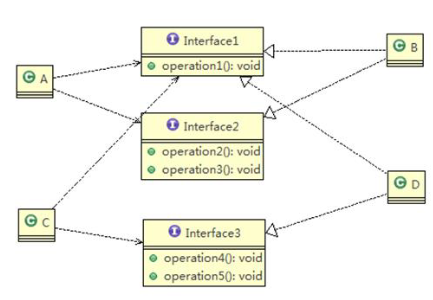 I Interface1
operation1(): void
C A
C B
I Interface2
operation2(): void
operation3(): void
C C
C D
I Interface3
operation4(): void
operation5(): void